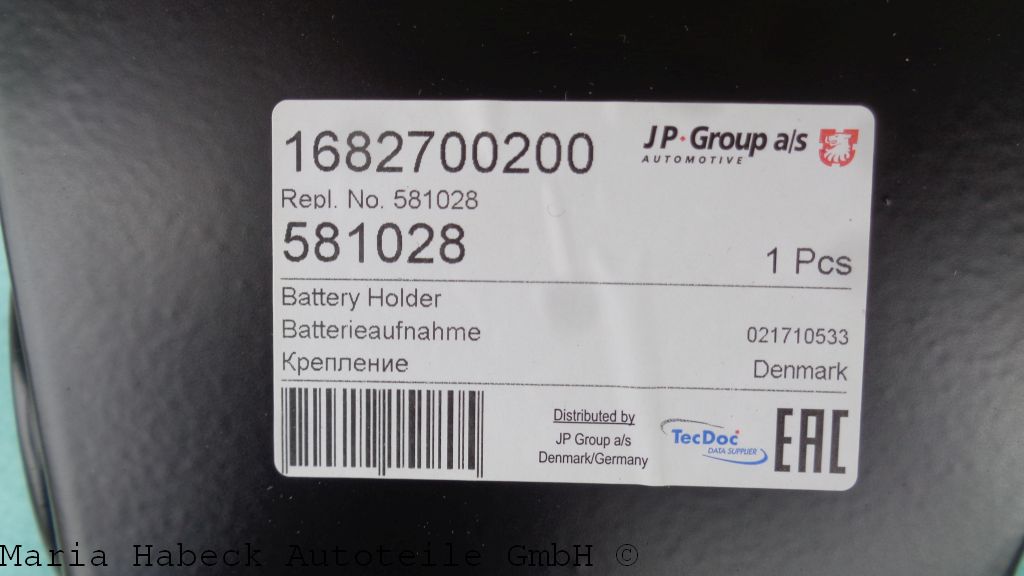 1682700200
JP Group a/s
AUTOMOTIVE
Repl. No. 581028
581028
1 Pcs
Battery Holder
Batterieaufnahme
021710533
Крепление
Denmark
Distributed by
JP Group a/s
Denmark/Germany
TecDoc
DATA SUPPLIER
EAC
Maria Habeck Autoteile GmbH ©